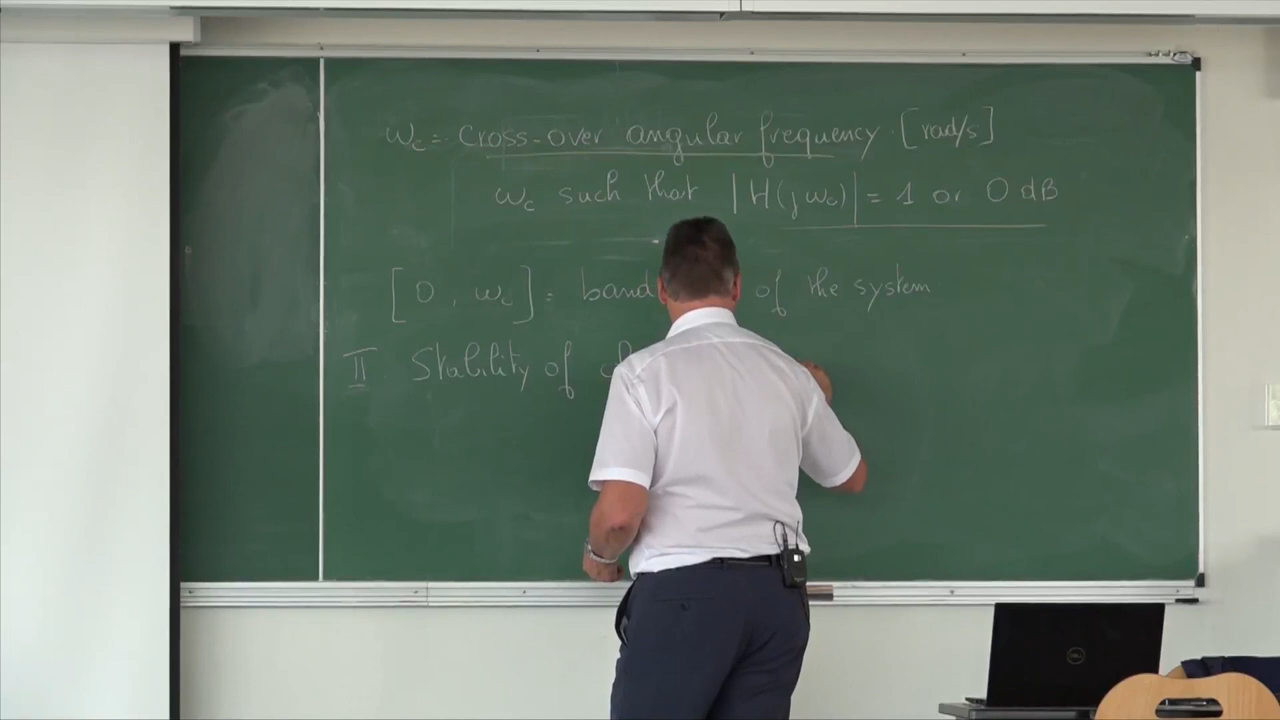 ωc = Cross-over angular frequency. [rad/s]
ωc such that |H(jωc)| = 1 or 0 dB
[0, ωc] = band of the system
II Stability of
DELL